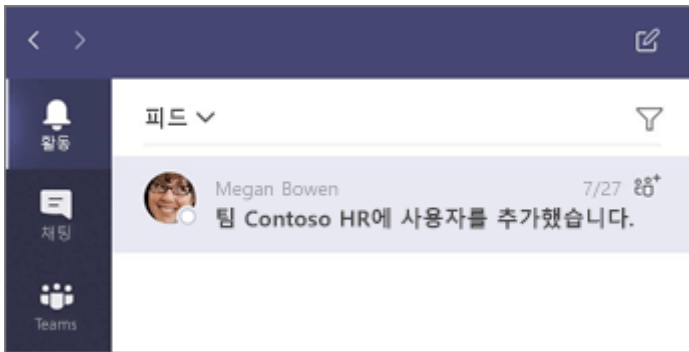 피드
활동
Megan Bowen 7/27
팀 Contoso HR에 사용자를 추가했습니다.
채팅
Teams